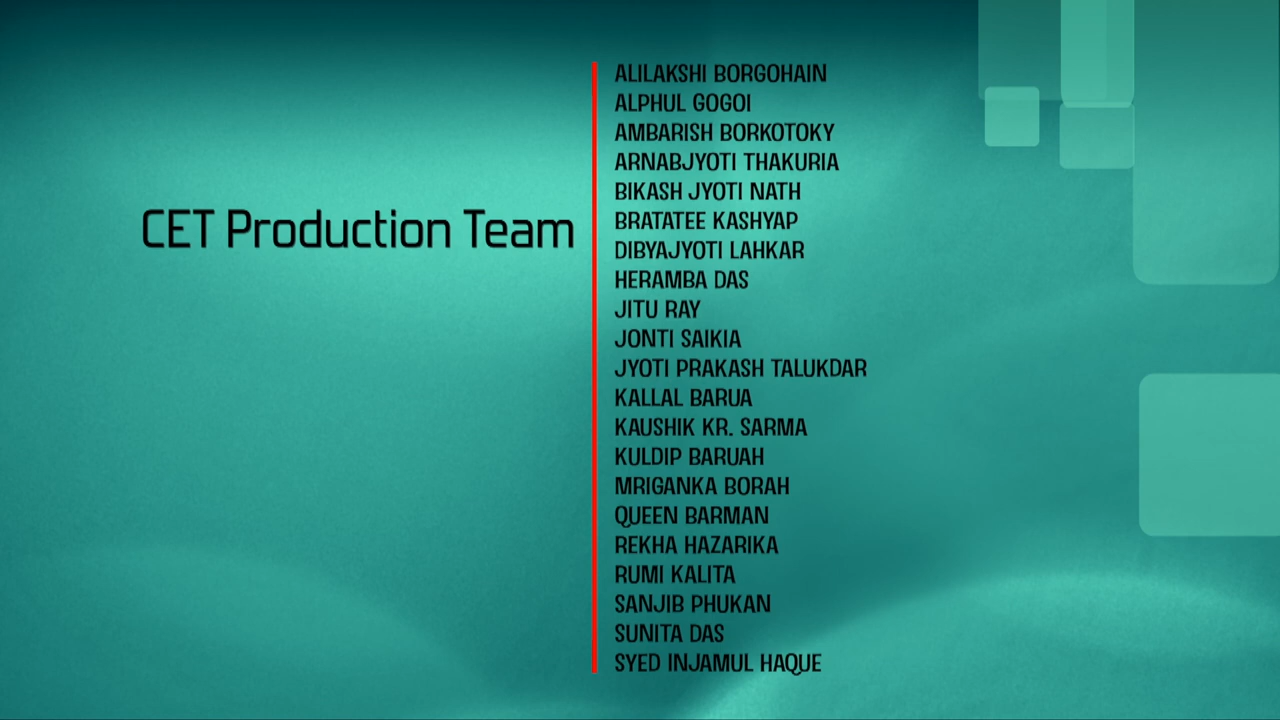 CET Production Team
ALILAKSHI BORGOHAIN
ALPHUL GOGOI
AMBARISH BORKOTOKY
ARNABJYOTI THAKURIA
BIKASH JYOTI NATH
BRATATEE KASHYAP
DIBYAJYOTI LAHKAR
HERAMBA DAS
JITU RAY
JONTI SAIKIA
JYOTI PRAKASH TALUKDAR
KALLAL BARUA
KAUSHIK KR. SARMA
KULDIP BARUAH
MRIGANKA BORAH
QUEEN BARMAN
REKHA HAZARIKA
RUMI KALITA
SANJIB PHUKAN
SUNITA DAS
SYED INJAMUL HAQUE